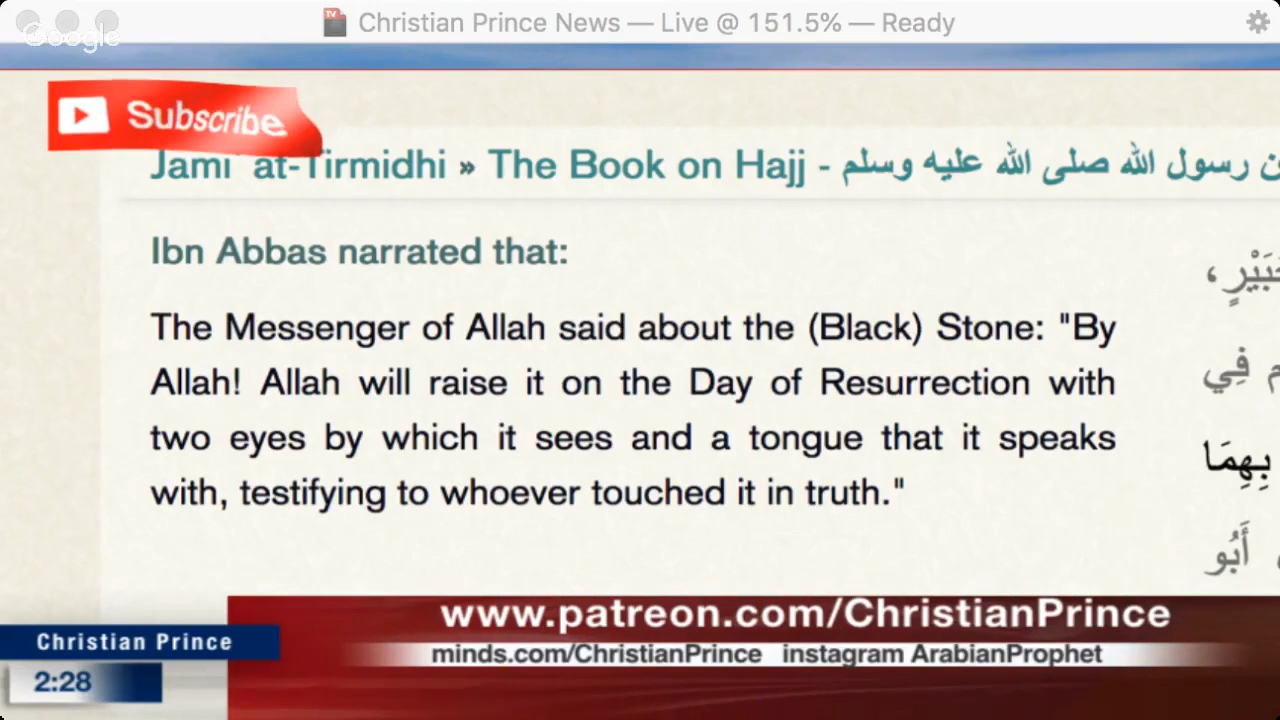 Christian Prince News — Live @ 151.5% — Ready
Google
Subscribe
Jami` at-Tirmidhi » The Book on Hajj - رسول الله صلى الله عليه وسلم
Ibn Abbas narrated that:
The Messenger of Allah said about the (Black) Stone: "By
Allah! Allah will raise it on the Day of Resurrection with
two eyes by which it sees and a tongue that it speaks
with, testifying to whoever touched it in truth."
فِي
بِهِمَا
أَبُو
www.patreon.com/ChristianPrince
minds.com/ChristianPrince instagram ArabianProphet
Christian Prince
2:28